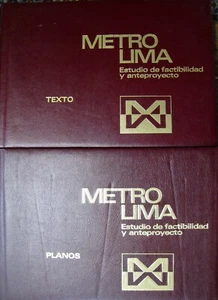 METRO
LIMA
Estudio de factibilidad
y anteproyecto
TEXTO
METRO
LIMA
Estudio de factibilidad
y anteproyecto
PLANOS